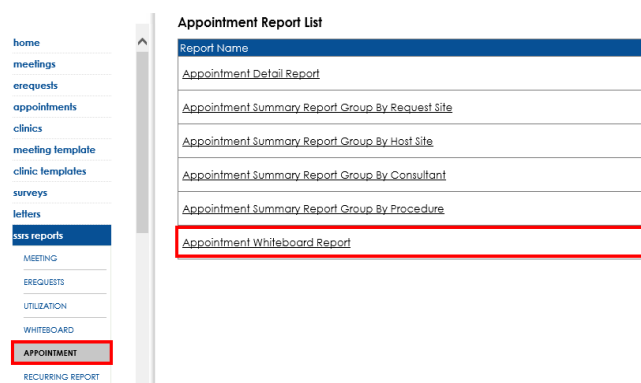 Appointment Report List
home
meetings
erequests
appointments
clinics
meeting template
clinic templates
surveys
letters
ssrs reports
MEETING
EREQUESTS
UTILIZATION
WHITEBOARD
APPOINTMENT
RECURRING REPORT
Report Name
Appointment Detail Report
Appointment Summary Report Group By Request Site
Appointment Summary Report Group By Host Site
Appointment Summary Report Group By Consultant
Appointment Summary Report Group By Procedure
Appointment Whiteboard Report